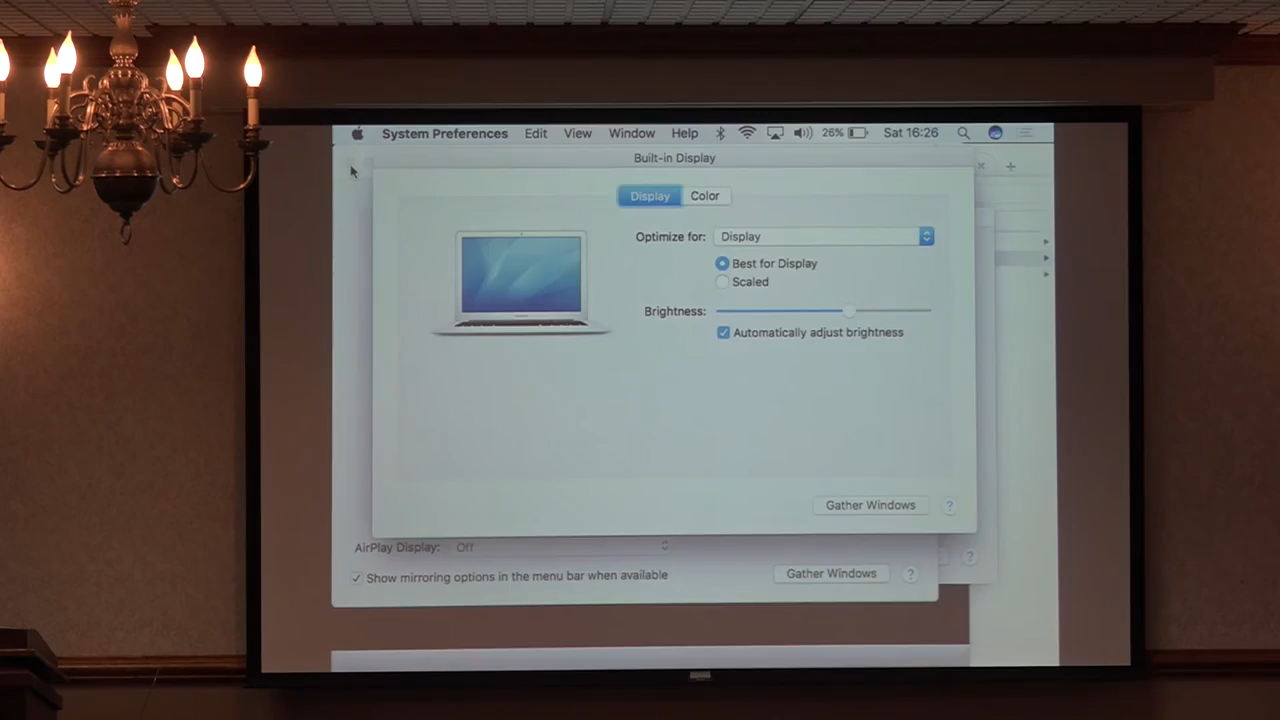 System Preferences Edit View Window Help 26% Sat 16:26
Built-in Display
Display Color
Optimize for: Display
Best for Display
Scaled
Brightness:
Automatically adjust brightness
Gather Windows ?
AirPlay Display: Off ?
Show mirroring options in the menu bar when available Gather Windows ?